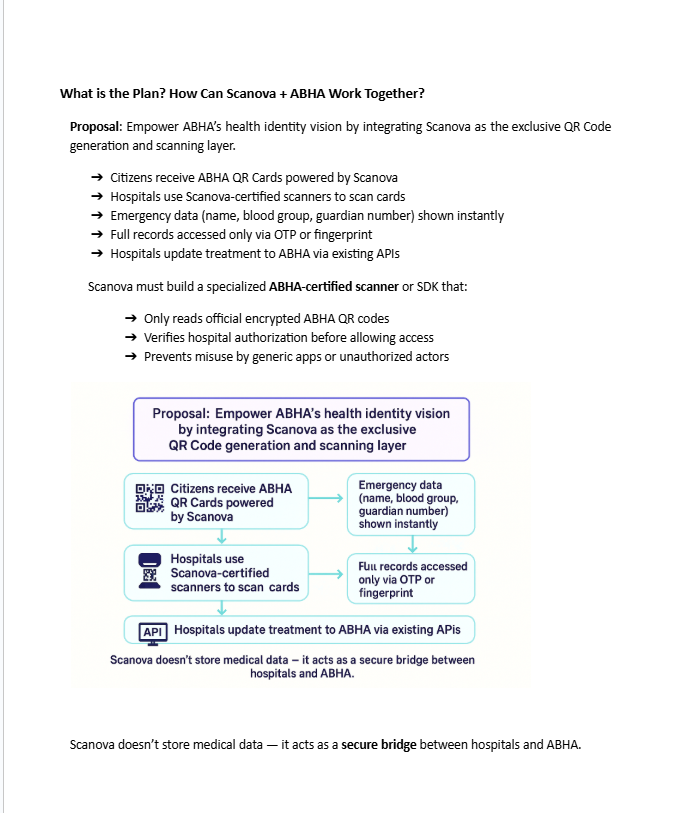 What is the Plan? How Can Scanova + ABHA Work Together?
Proposal: Empower ABHA's health identity vision by integrating Scanova as the exclusive QR Code
generation and scanning layer.
➔ Citizens receive ABHA QR Cards powered by Scanova
➔ Hospitals use Scanova-certified scanners to scan cards
➔ Emergency data (name, blood group, guardian number) shown instantly
➔ Full records accessed only via OTP or fingerprint
➔ Hospitals update treatment to ABHA via existing APIs
Scanova must build a specialized ABHA-certified scanner or SDK that:
➔ Only reads official encrypted ABHA QR codes
➔ Verifies hospital authorization before allowing access
➔ Prevents misuse by generic apps or unauthorized actors
Proposal: Empower ABHA's health identity vision
by integrating Scanova as the exclusive
QR Code generation and scanning layer
Citizens receive ABHA
QR Cards powered
by Scanova
Emergency data
(name, blood group,
guardian number)
shown instantly
Hospitals use
Scanova-certified
scanners to scan cards
Full records accessed
only via OTP or
fingerprint
API Hospitals update treatment to ABHA via existing APis
Scanova doesn't store medical data – it acts as a secure bridge between
hospitals and ABHA.
Scanova doesn't store medical data — it acts as a secure bridge between hospitals and ABHA.